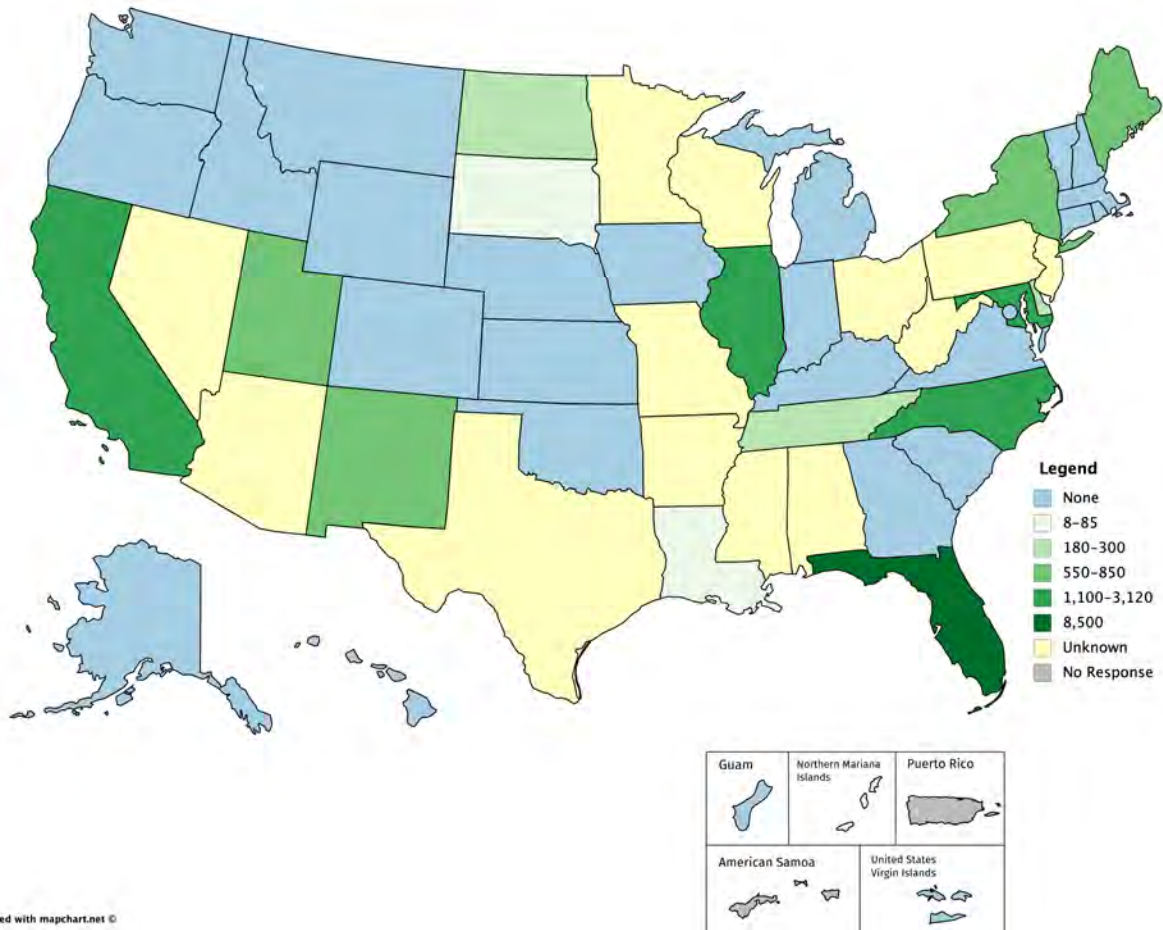 Legend
None
8–85
180–300
550–850
1,100–3,120
8,500
Unknown
No Response
Guam
Northern Mariana
Islands
Puerto Rico
American Samoa
United States
Virgin Islands
ed with mapchart.net ©